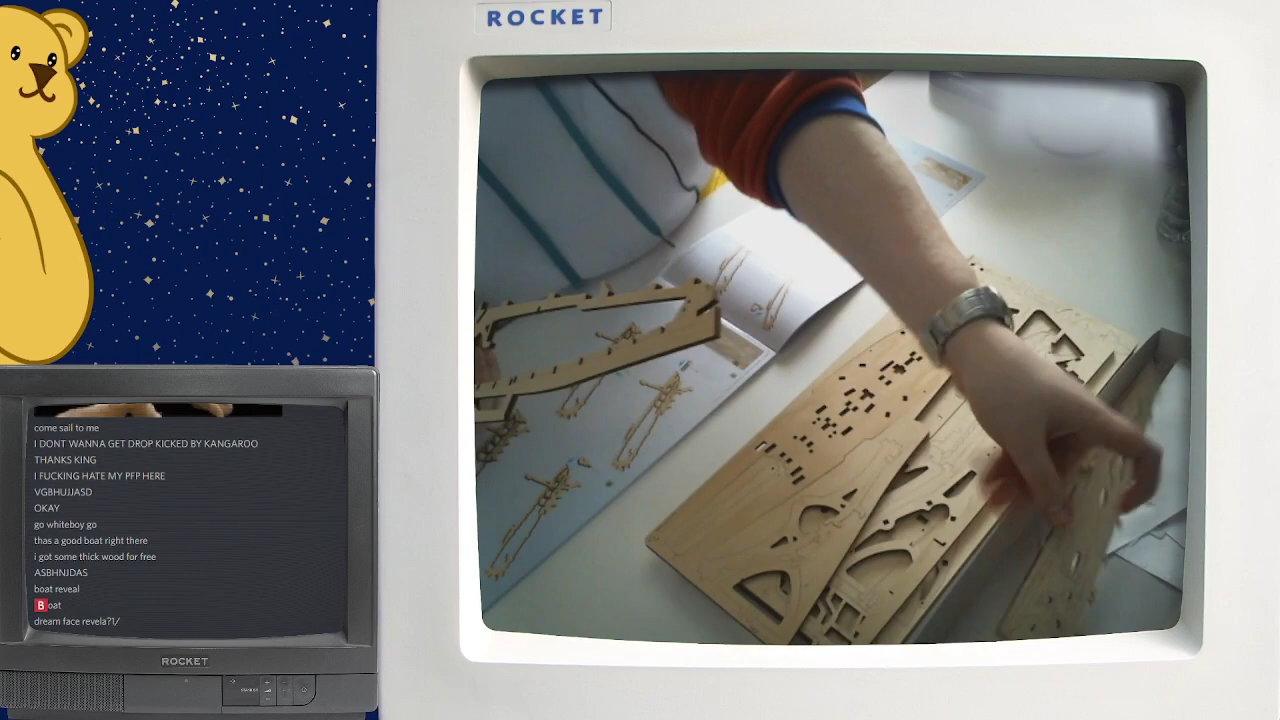 ROCKET
come sail to me
I DONT WANNA GET DROP KICKED BY KANGAROO
THANKS KING
I FUCKING HATE MY PFP HERE
VGBHUJJASD
OKAY
go whiteboy go
thas a good boat right there
i got some thick wood for free
ASBHNJDAS
boat reveal
Boat
dream face revela?1/
ROCKET